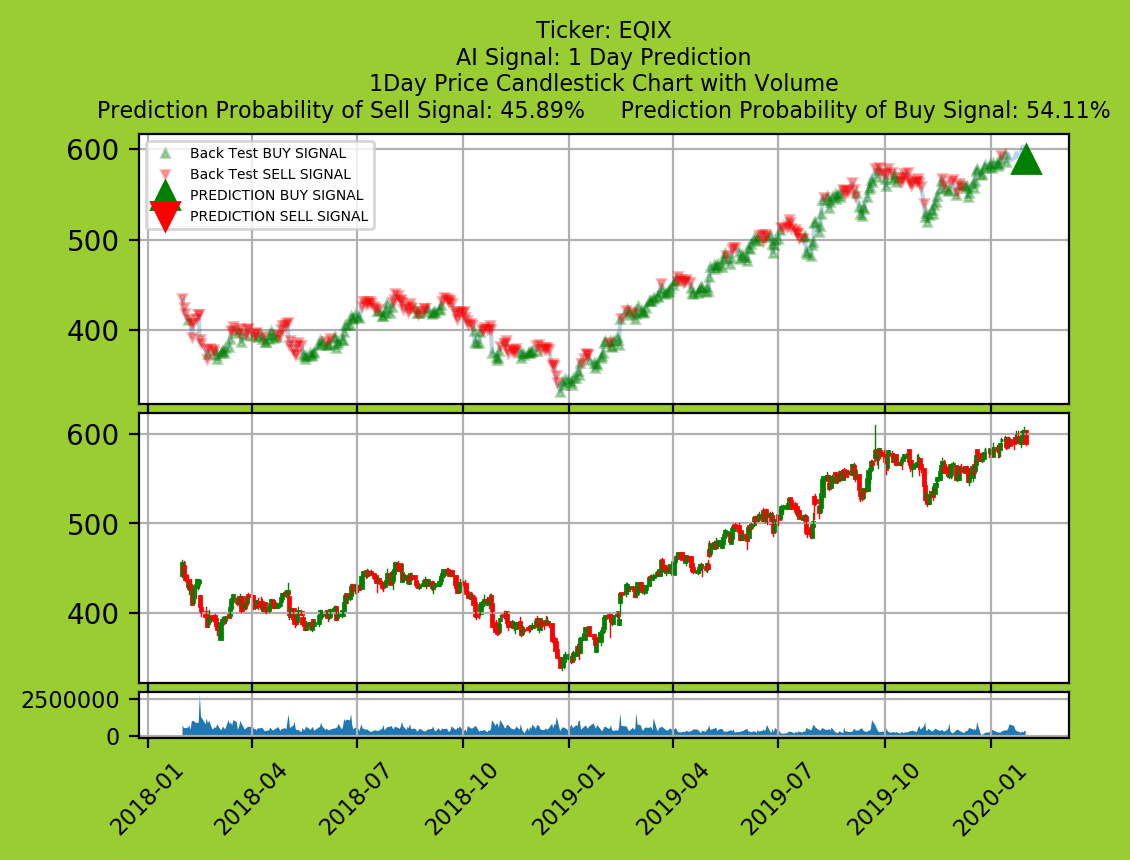 Ticker: EQIX
AI Signal: 1 Day Prediction
1Day Price Candlestick Chart with Volume
Prediction Probability of Sell Signal: 45.89% Prediction Probability of Buy Signal: 54.11%
Back Test BUY SIGNAL
Back Test SELL SIGNAL
PREDICTION BUY SIGNAL
PREDICTION SELL SIGNAL
600
500
400
600
500
400
2500000
0
2018-01
2018-04
2018-07
2018-10
2019-01
2019-04
2019-07
2019-10
2020-01